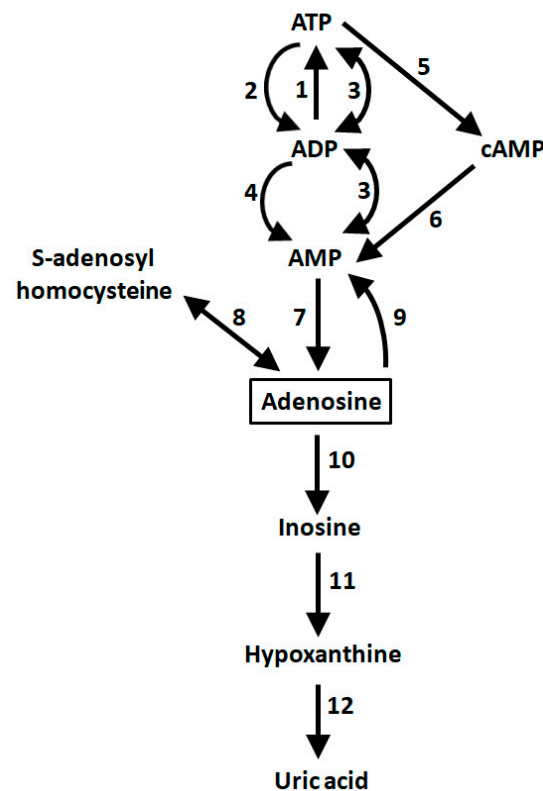 ATP
5
2
1
3
ADP
cAMP
4
3
6
AMP
S-adenosyl
homocysteine
8
7
9
Adenosine
10
Inosine
11
Hypoxanthine
12
Uric acid